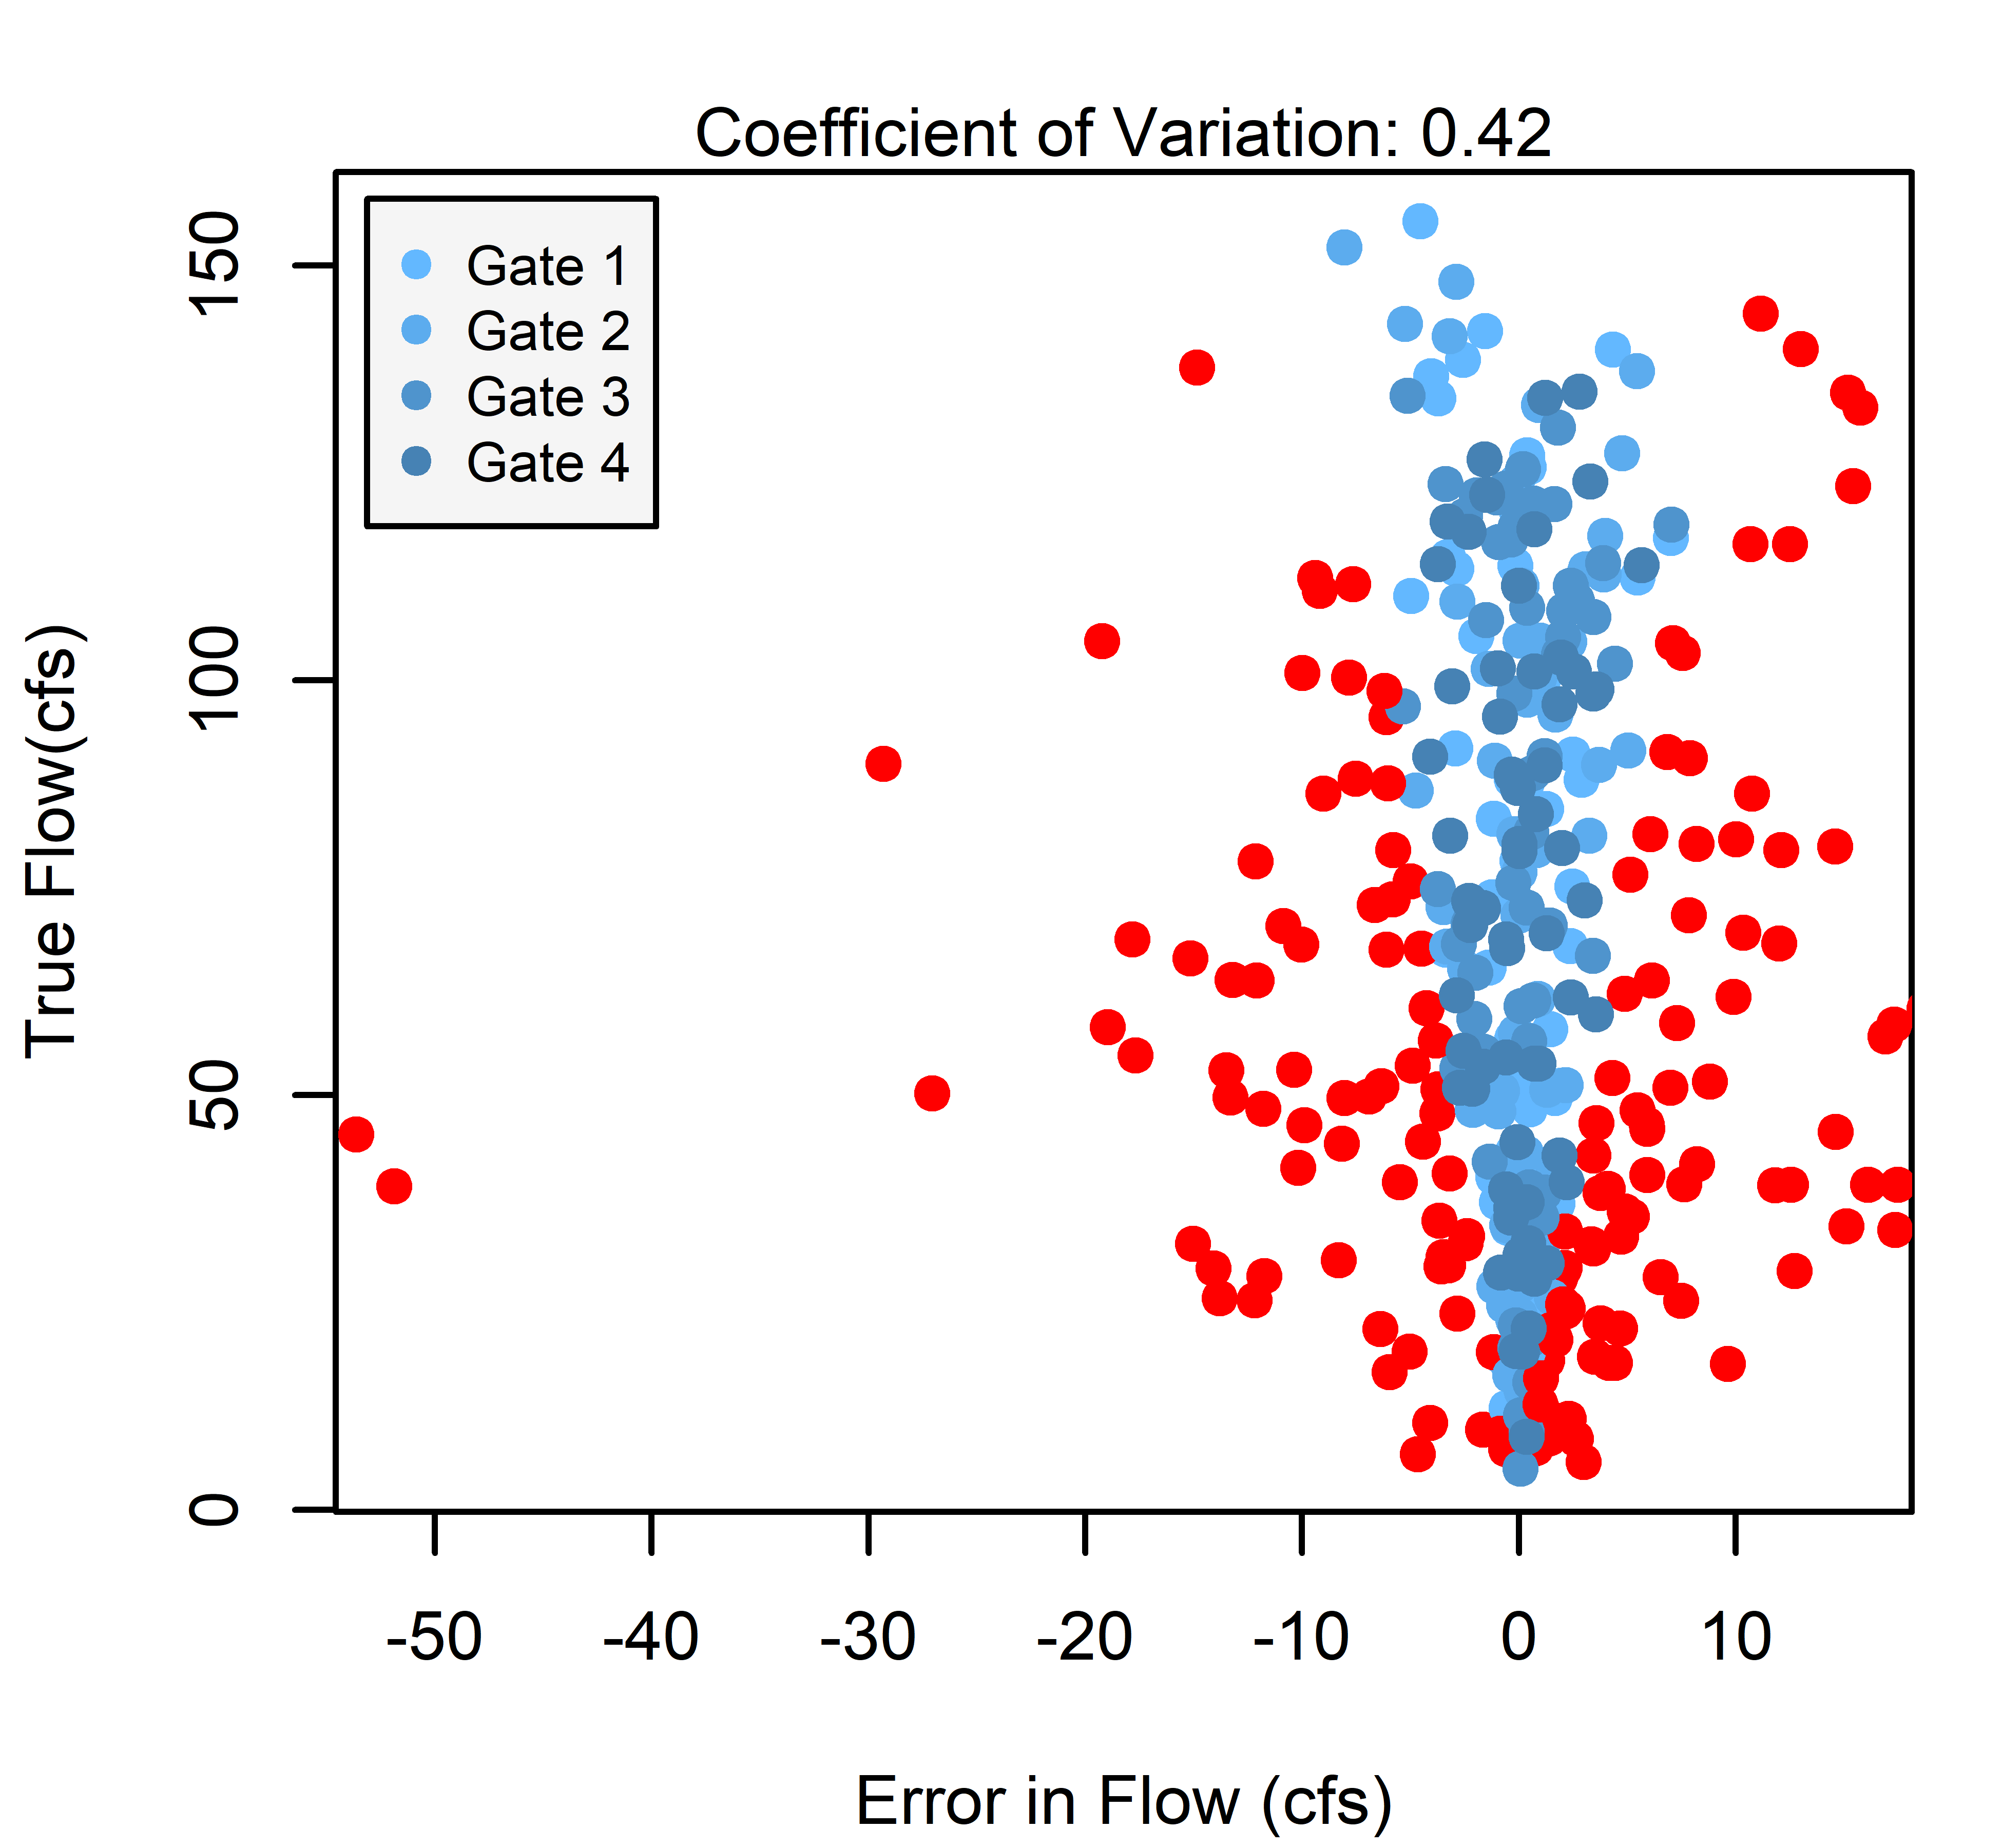 Coefficient of Variation: 0.42
Gate 1
Gate 2
Gate 3
Gate 4
True Flow(cfs)
150
100
50
0
-50 -40 -30 -20 -10 0 10
Error in Flow (cfs)